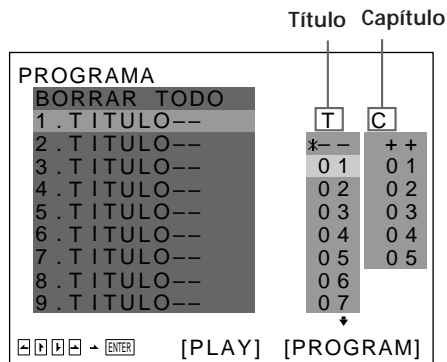 Título Capítulo
PROGRAMA
BORRAR TODO
1.TITULO–– T C
2.TITULO–– *–– ++
3.TITULO–– 01 01
4.TITULO–– 02 02
5.TITULO–– 03 03
6.TITULO–– 04 04
7.TITULO–– 05 05
8.TITULO–– 06
9.TITULO–– 07
ENTER [PLAY] [PROGRAM]